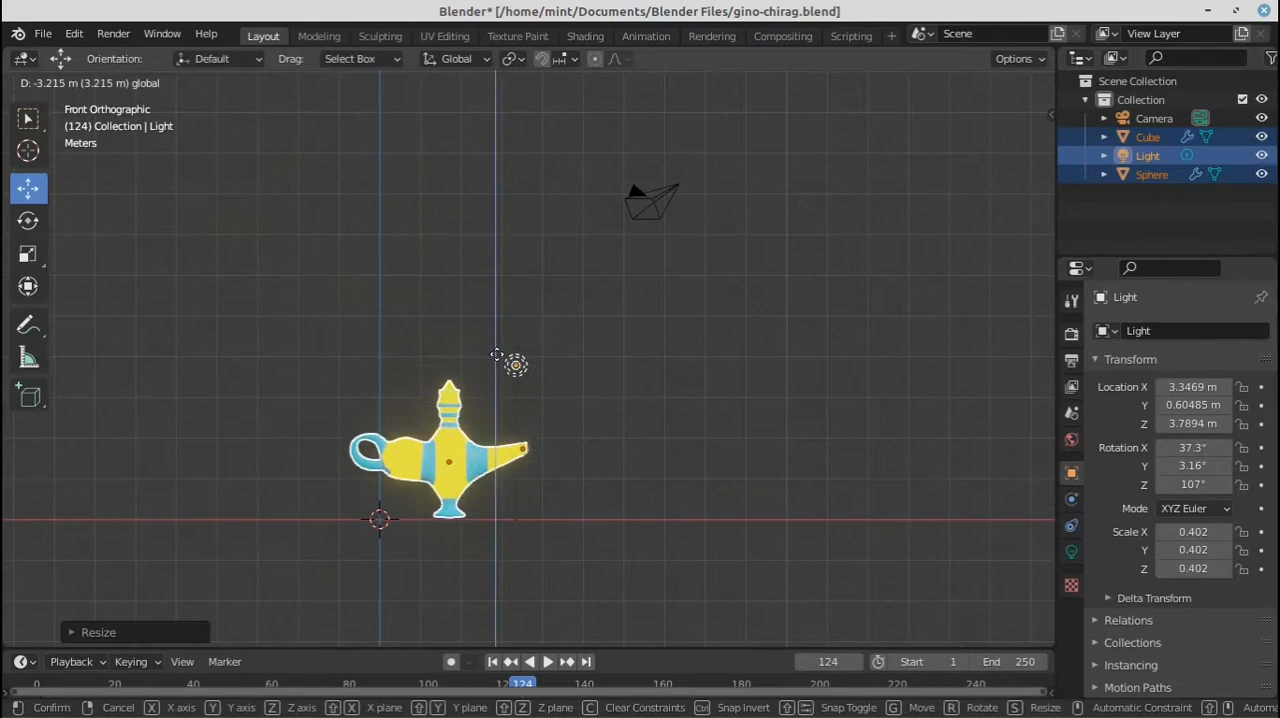 Blender* [/home/mint/Documents/Blender Files/gino-chirag.blend]
File Edit Render Window Help Layout Modeling Sculpting UV Editing Texture Paint Shading Animation Rendering Compositing Scripting + Scene View Layer
Orientation: Default Drag: Select Box Global Options
D: -3.215 m (3.215 m) global
Front Orthographic
(124) Collection | Light
Meters
Scene Collection
Collection
Camera
Cube
Light
Sphere
Light
Light
Transform
Location X 3.3469 m
Y 0.60485 m
Z 3.7894 m
Rotation X 37.3°
Y 3.16°
Z 107°
Mode XYZ Euler
Scale X 0.402
Y 0.402
Z 0.402
Delta Transform
Relations
Collections
Instancing
Motion Paths
Resize
Playback Keying View Marker 124 Start 1 End 250
0 20 40 60 80 100 124 140 160 180 200 220 240
Confirm Cancel X X axis Y Y axis Z Z axis X X plane Y Y plane Z Z plane C Clear Constraints Ctrl Snap Invert Snap Toggle G Move R Rotate S Resize Automatic Constraint